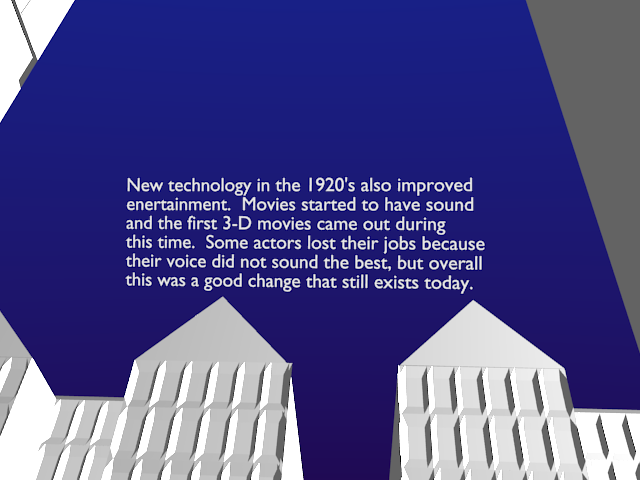 New technology in the 1920's also improved
enertainment.  Movies started to have sound
and the first 3-D movies came out during
this time.  Some actors lost their jobs because
their voice did not sound the best, but overall
this was a good change that still exists today.